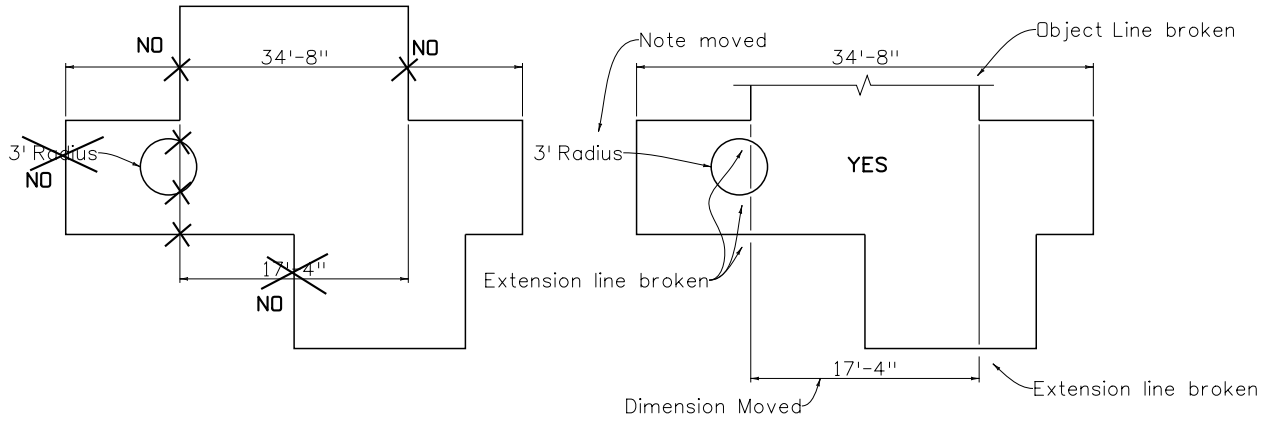 NO
34'-8"
NO
3' Radius
NO
17'-4"
NO
Note moved
Object Line broken
34'-8"
3' Radius
YES
Extension line broken
17'-4"
Dimension Moved
Extension line broken